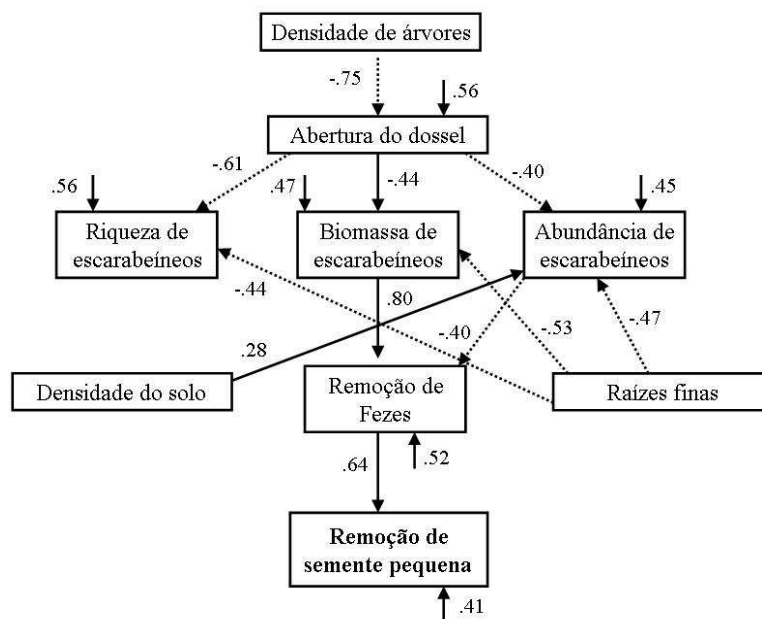 Densidade de árvores
-.75
.56
Abertura do dossel
-.61
-.44
-.40
.56
.47
.45
Riqueza de
escarabeíneos
Biomassa de
escarabeíneos
Abundância de
escarabeíneos
-.44
.80
-.40
-.53
-.47
.28
Densidade do solo
Remoção de
Fezes
Raízes finas
.64
.52
Remoção de
semente pequena
.41